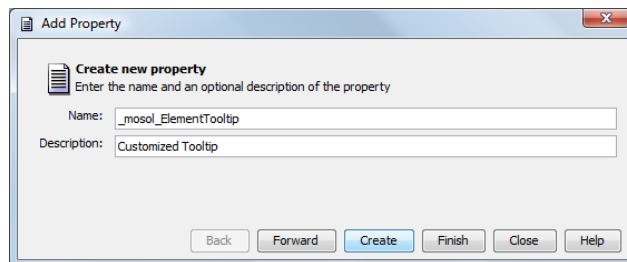 Add Property
Create new property
Enter the name and an optional description of the property
Name: _mosol_ElementTooltip
Description: Customized Tooltip
Back Forward Create Finish Close Help